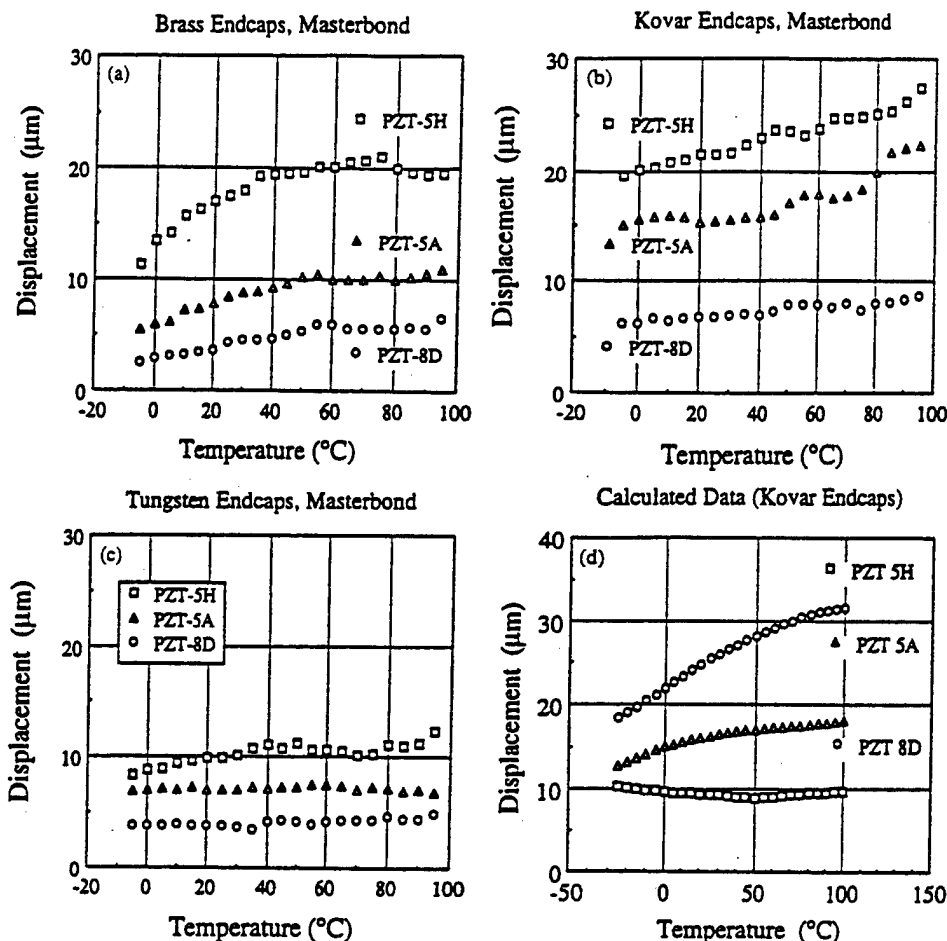 Brass Endcaps, Masterbond
(a)
30
20
10
0
-20 0 20 40 60 80 100
Displacement (μm)
Temperature (°C)
PZT-5H
PZT-5A
PZT-8D
Kovar Endcaps, Masterbond
(b)
30
20
10
0
-20 0 20 40 60 80 100
Displacement (μm)
Temperature (°C)
PZT-5H
PZT-5A
PZT-8D
Tungsten Endcaps, Masterbond
(c)
30
20
10
0
-20 0 20 40 60 80 100
Displacement (μm)
Temperature (°C)
PZT-5H
PZT-5A
PZT-8D
Calculated Data (Kovar Endcaps)
(d)
40
30
20
10
0
-50 0 50 100 150
Displacement (μm)
Temperature (°C)
PZT 5H
PZT 5A
PZT 8D